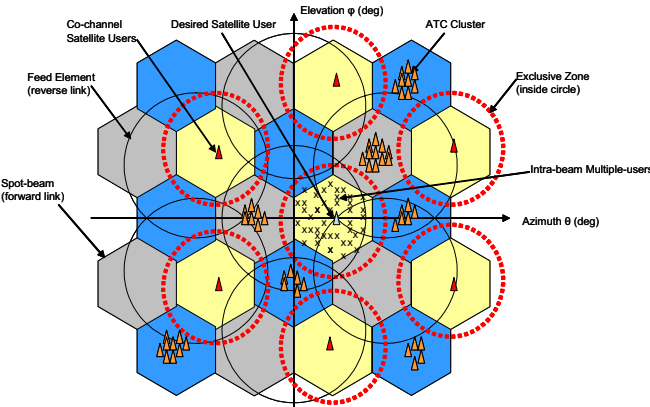 Elevation φ (deg)
Co-channel
Satellite Users
Desired Satellite User
ATC Cluster
Feed Element
(reverse link)
Exclusive Zone
(inside circle)
Intra-beam Multiple-users
Spot-beam
(forward link)
Azimuth θ (deg)